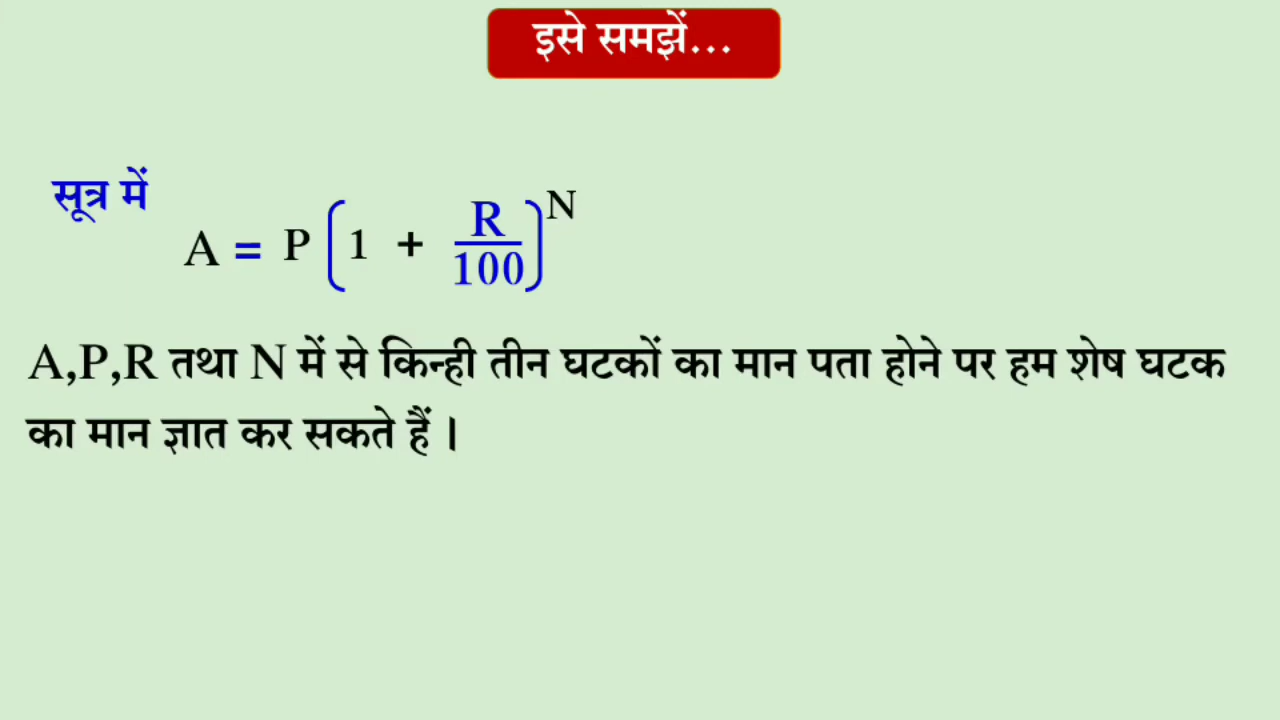 इसे समझें...
सूत्र में
A = P (1 + R/100)^N
A,P,R तथा N में से किन्ही तीन घटकों का मान पता होने पर हम शेष घटक
का मान ज्ञात कर सकते हैं ।